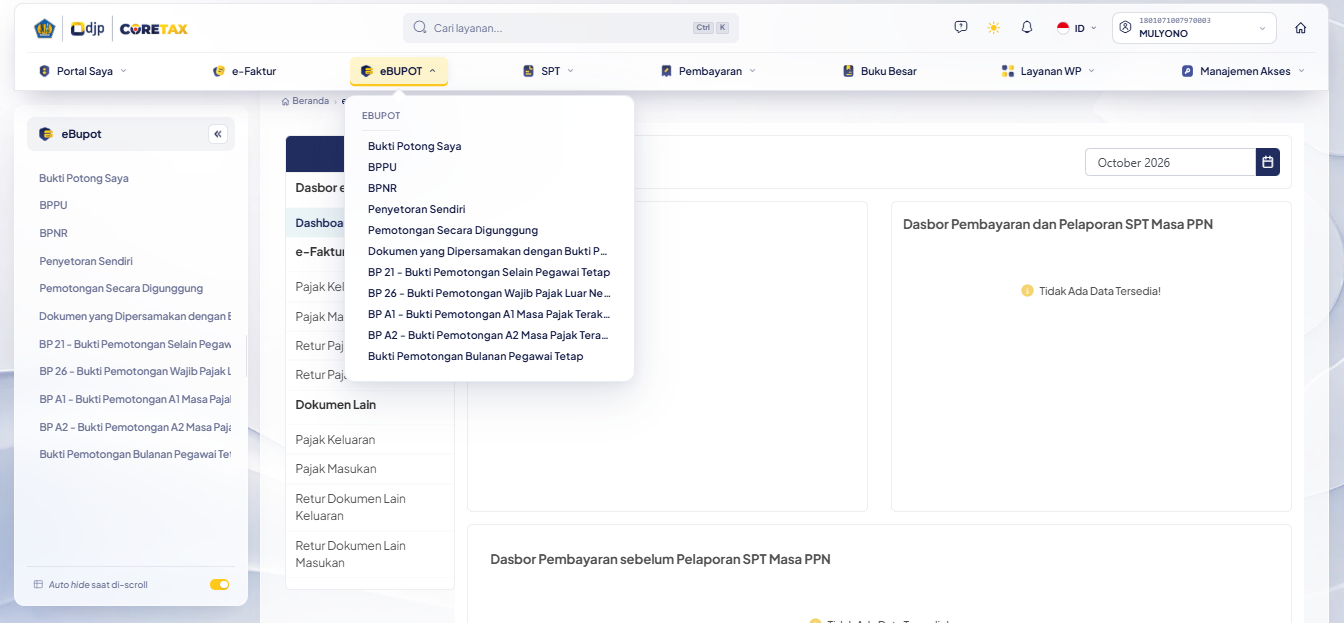 djp CORETAX
Cari layanan...
Ctrl K
ID
1801071007970003
MULYONO
Portal Saya
e-Faktur
eBUPOT
SPT
Pembayaran
Buku Besar
Layanan WP
Manajemen Akses
eBupot
Bukti Potong Saya
BPPU
BPNR
Penyetoran Sendiri
Pemotongan Secara Digunggung
Dokumen yang Dipersamakan dengan
BP 21 - Bukti Pemotongan Selain Pegaw
BP 26 - Bukti Pemotongan Wajib Pajak
BP A1 - Bukti Pemotongan A1 Masa Paja
BP A2 - Bukti Pemotongan A2 Masa Paja
Bukti Pemotongan Bulanan Pegawai Te
Auto hide saat di-scroll
Beranda
EBUPOT
Bukti Potong Saya
BPPU
BPNR
Penyetoran Sendiri
Pemotongan Secara Digunggung
Dokumen yang Dipersamakan dengan Bukti P...
BP 21 - Bukti Pemotongan Selain Pegawai Tetap
BP 26 - Bukti Pemotongan Wajib Pajak Luar Ne...
BP A1 - Bukti Pemotongan A1 Masa Pajak Terak...
BP A2 - Bukti Pemotongan A2 Masa Pajak Tera...
Bukti Pemotongan Bulanan Pegawai Tetap
Dasbor e
Dashboa
e-Faktur
Pajak Kel
Pajak Ma
Retur Paj
Retur Paj
Dokumen Lain
Pajak Keluaran
Pajak Masukan
Retur Dokumen Lain
Keluaran
Retur Dokumen Lain
Masukan
October 2026
Dasbor Pembayaran dan Pelaporan SPT Masa PPN
Tidak Ada Data Tersedia!
Dasbor Pembayaran sebelum Pelaporan SPT Masa PPN